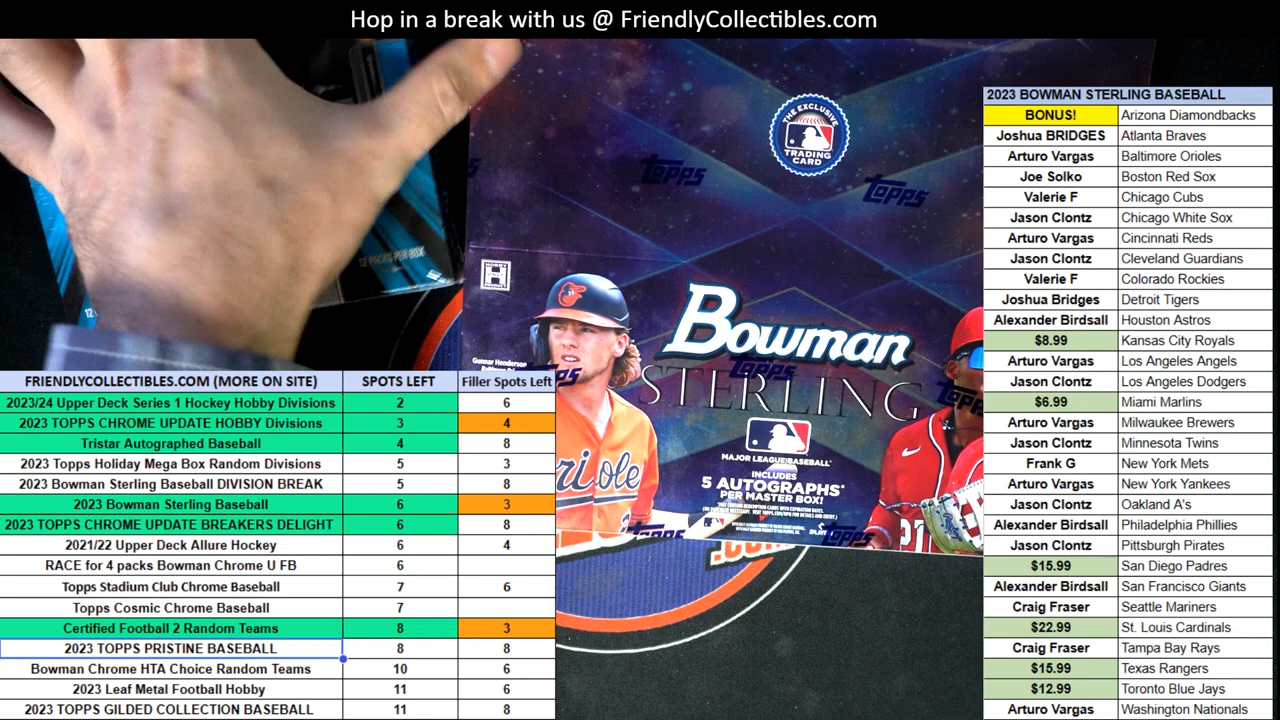 Hop in a break with us @ FriendlyCollectibles.com
THE EXCLUSIVE
TRADING
CARD
Topps
Topps
12 PACKS PER BOX
HOBBY
ONLY
PRODUCT
Gunnar Henderson
Bowman
STERLING
MAJOR LEAGUE BASEBALL®
INCLUDES
5 AUTOGRAPHS*
PER MASTER BOX!
riole
.com
FRIENDLYCOLLECTIBLES.COM (MORE ON SITE) SPOTS LEFT Filler Spots Left
2023/24 Upper Deck Series 1 Hockey Hobby Divisions 2 6
2023 TOPPS CHROME UPDATE HOBBY Divisions 3 4
Tristar Autographed Baseball 4 8
2023 Topps Holiday Mega Box Random Divisions 5 3
2023 Bowman Sterling Baseball DIVISION BREAK 5 8
2023 Bowman Sterling Baseball 6 3
2023 TOPPS CHROME UPDATE BREAKERS DELIGHT 6 8
2021/22 Upper Deck Allure Hockey 6 4
RACE for 4 packs Bowman Chrome U FB 6
Topps Stadium Club Chrome Baseball 7 6
Topps Cosmic Chrome Baseball 7
Certified Football 2 Random Teams 8 3
2023 TOPPS PRISTINE BASEBALL 8 8
Bowman Chrome HTA Choice Random Teams 10 6
2023 Leaf Metal Football Hobby 11 6
2023 TOPPS GILDED COLLECTION BASEBALL 11 8
2023 BOWMAN STERLING BASEBALL
BONUS! Arizona Diamondbacks
Joshua BRIDGES Atlanta Braves
Arturo Vargas Baltimore Orioles
Joe Solko Boston Red Sox
Valerie F Chicago Cubs
Jason Clontz Chicago White Sox
Arturo Vargas Cincinnati Reds
Jason Clontz Cleveland Guardians
Valerie F Colorado Rockies
Joshua Bridges Detroit Tigers
Alexander Birdsall Houston Astros
$8.99 Kansas City Royals
Arturo Vargas Los Angeles Angels
Jason Clontz Los Angeles Dodgers
$6.99 Miami Marlins
Arturo Vargas Milwaukee Brewers
Jason Clontz Minnesota Twins
Frank G New York Mets
Arturo Vargas New York Yankees
Jason Clontz Oakland A's
Alexander Birdsall Philadelphia Phillies
Jason Clontz Pittsburgh Pirates
$15.99 San Diego Padres
Alexander Birdsall San Francisco Giants
Craig Fraser Seattle Mariners
$22.99 St. Louis Cardinals
Craig Fraser Tampa Bay Rays
$15.99 Texas Rangers
$12.99 Toronto Blue Jays
Arturo Vargas Washington Nationals